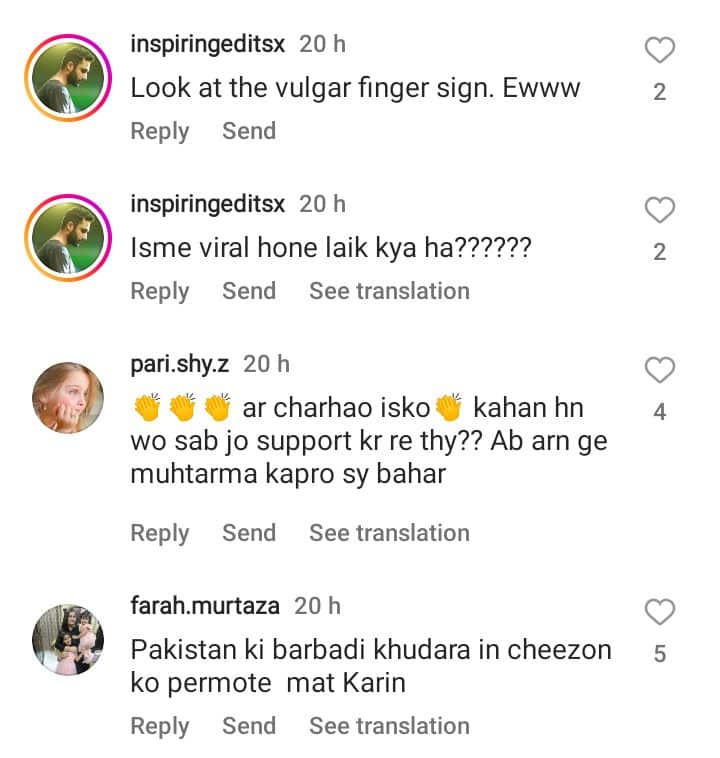 inspiringeditsx 20 h
Look at the vulgar finger sign. Ewww
2
Reply Send
inspiringeditsx 20 h
Isme viral hone laik kya ha??????
2
Reply Send See translation
pari.shy.z 20 h
👏👏👏 ar charhao isko👏 kahan hn
4
wo sab jo support kr re thy?? Ab arn ge
muhtarma kapro sy bahar
Reply Send See translation
farah.murtaza 20 h
Pakistan ki barbadi khudara in cheezon
5
ko permote  mat Karin
Reply Send See translation